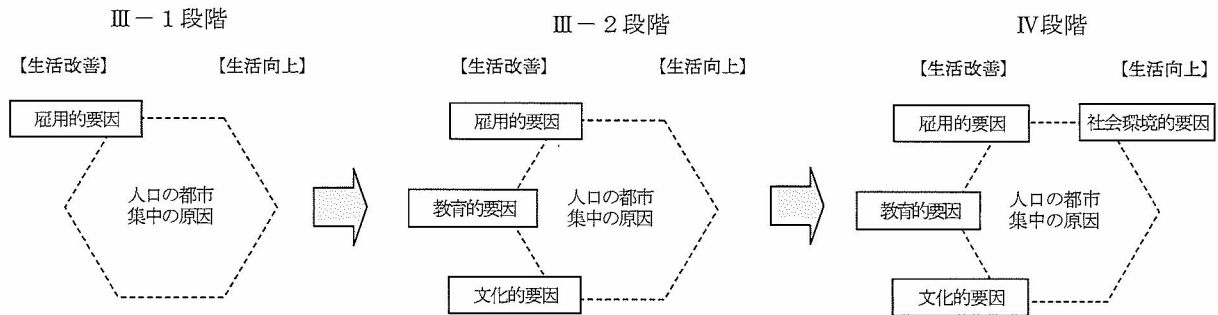 Ⅲ－1段階
【生活改善】
【生活向上】
雇用的要因
人口の都市
集中の原因
Ⅲ－2段階
【生活改善】
【生活向上】
雇用的要因
教育的要因
人口の都市
集中の原因
文化的要因
Ⅳ段階
【生活改善】
【生活向上】
雇用的要因
社会環境的要因
教育的要因
人口の都市
集中の原因
文化的要因